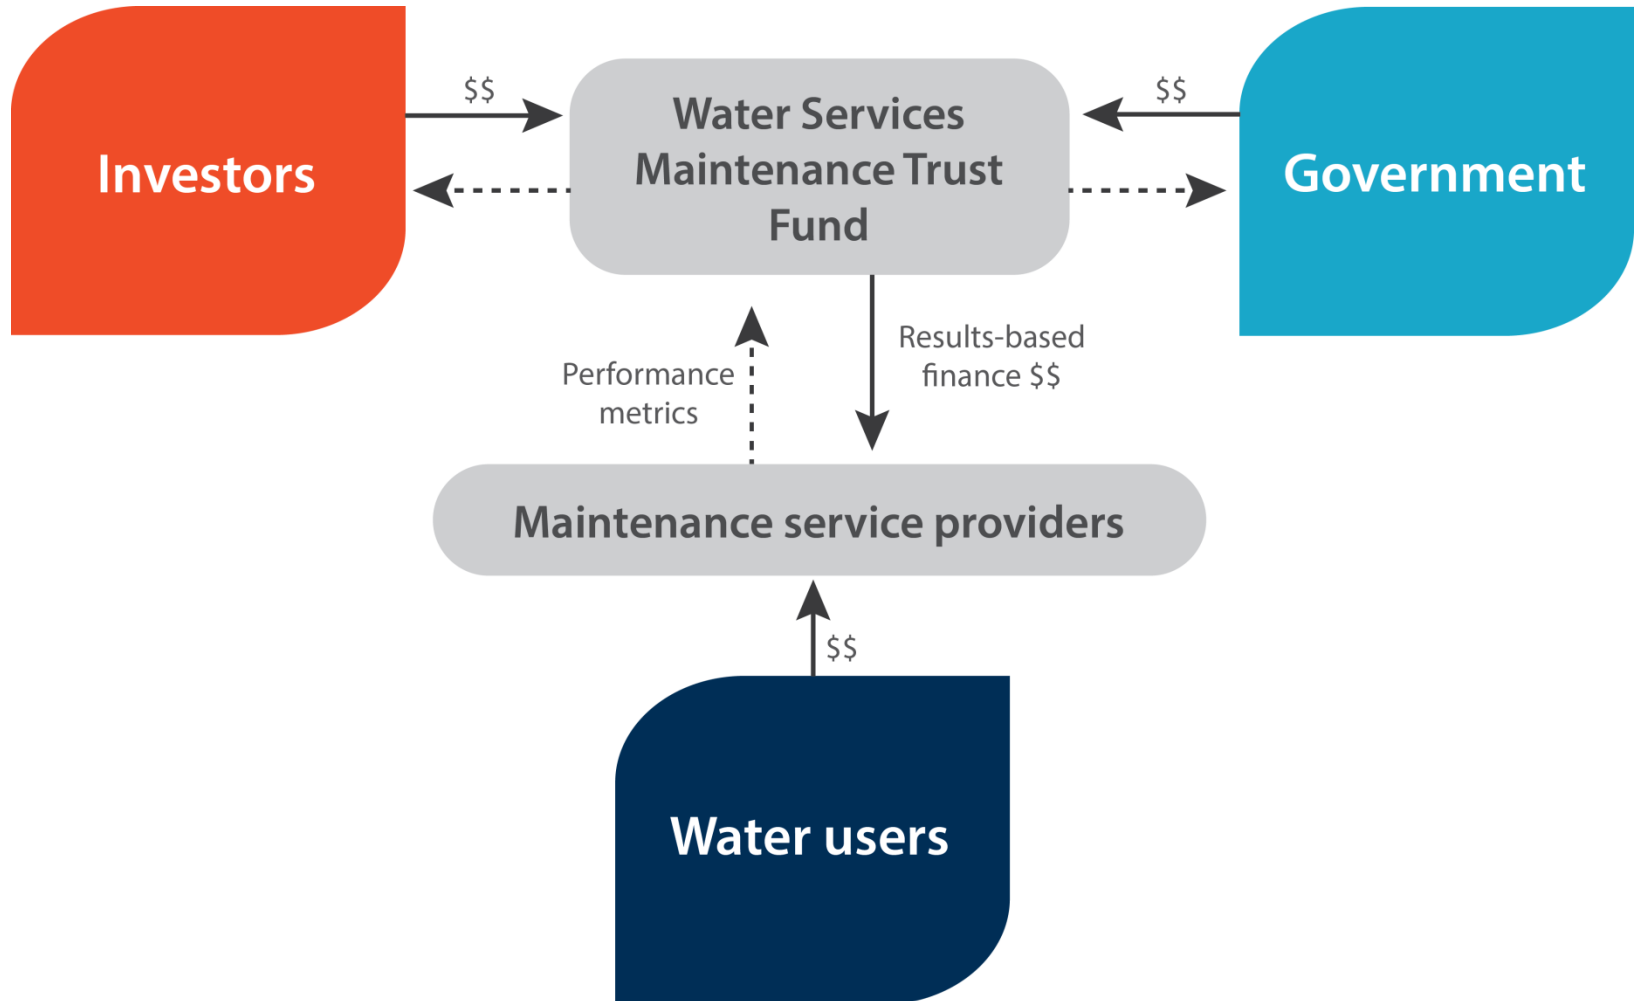 $$
$$
Water Services
Maintenance Trust
Fund
Investors
Government
Results-based
finance $$
Performance
metrics
Maintenance service providers
$$
Water users